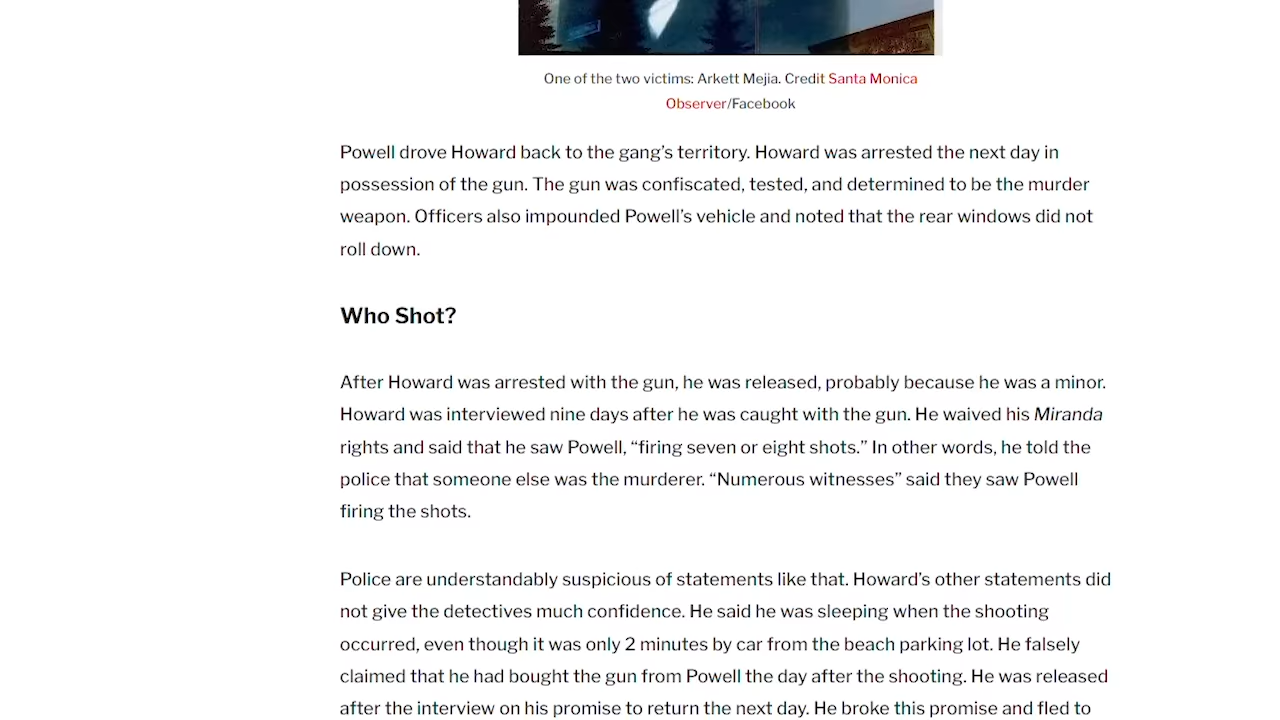 One of the two victims: Arkett Mejia. Credit Santa Monica
Observer/Facebook
Powell drove Howard back to the gang’s territory. Howard was arrested the next day in
possession of the gun. The gun was confiscated, tested, and determined to be the murder
weapon. Officers also impounded Powell’s vehicle and noted that the rear windows did not
roll down.
Who Shot?
After Howard was arrested with the gun, he was released, probably because he was a minor.
Howard was interviewed nine days after he was caught with the gun. He waived his Miranda
rights and said that he saw Powell, “firing seven or eight shots.” In other words, he told the
police that someone else was the murderer. “Numerous witnesses” said they saw Powell
firing the shots.
Police are understandably suspicious of statements like that. Howard’s other statements did
not give the detectives much confidence. He said he was sleeping when the shooting
occurred, even though it was only 2 minutes by car from the beach parking lot. He falsely
claimed that he had bought the gun from Powell the day after the shooting. He was released
after the interview on his promise to return the next day. He broke this promise and fled to